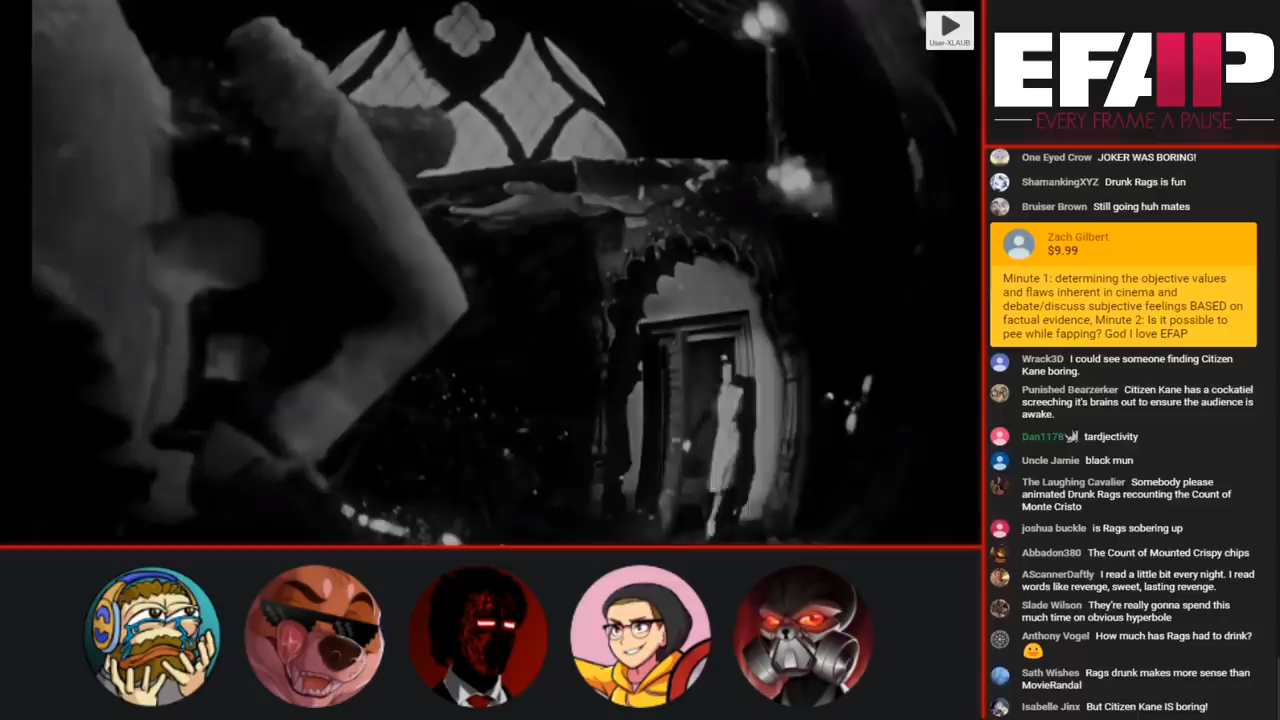 User-XLAUB
EFAP
EVERY FRAME A PAUSE
One Eyed Crow JOKER WAS BORING!
ShamankingXYZ Drunk Rags is fun
Bruiser Brown Still going huh mates
Zach Gilbert
$9.99
Minute 1: determining the objective values
and flaws inherent in cinema and
debate/discuss subjective feelings BASED on
factual evidence, Minute 2: Is it possible to
pee while fapping? God I love EFAP
Wrack3D I could see someone finding Citizen
Kane boring.
Punished Bearzerker Citizen Kane has a cockatiel
screeching it's brains out to ensure the audience is
awake.
Dan1178 tardjectivity
Uncle Jamie black mun
The Laughing Cavalier Somebody please
animated Drunk Rags recounting the Count of
Monte Cristo
joshua buckle is Rags sobering up
Abbadon380 The Count of Mounted Crispy chips
AScannerDaftly I read a little bit every night. I read
words like revenge, sweet, lasting revenge.
Slade Wilson They're really gonna spend this
much time on obvious hyperbole
Anthony Vogel How much has Rags had to drink?
Sath Wishes Rags drunk makes more sense than
MovieRandal
Isabelle Jinx But Citizen Kane IS boring!